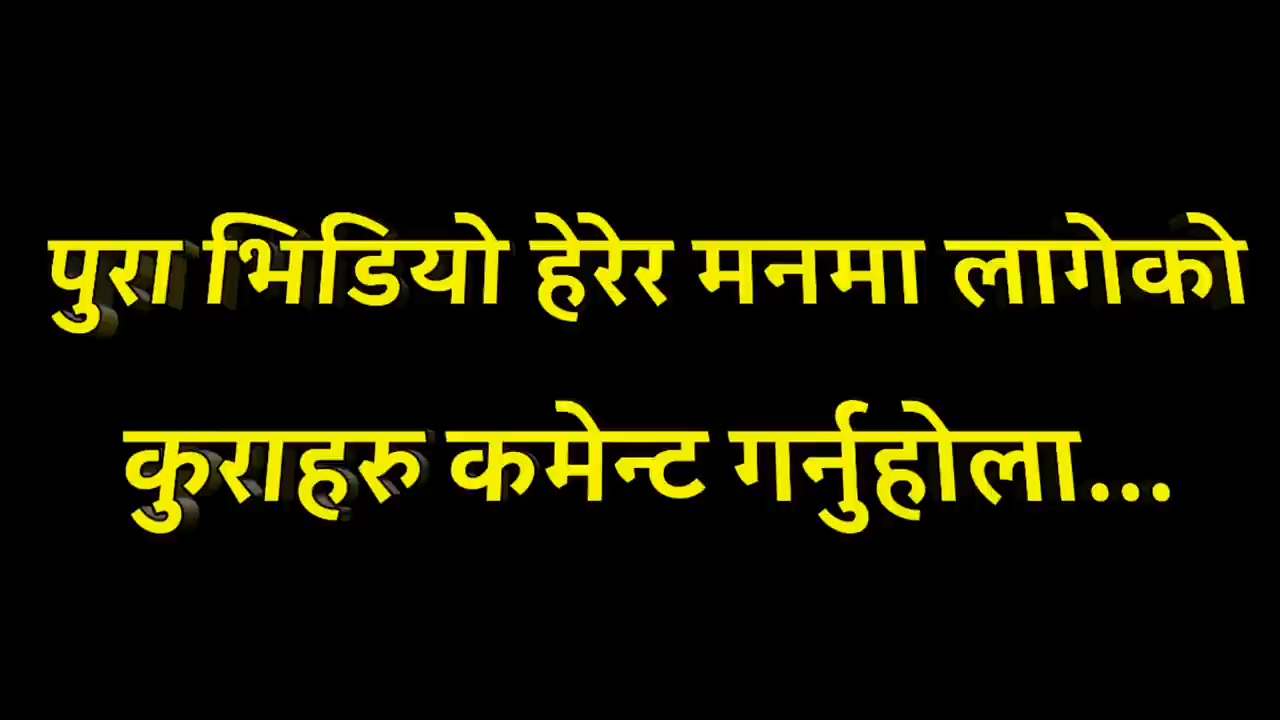 पुरा भिडियो हेरेर मनमा लागेको
कुराहरु कमेन्ट गर्नुहोला...